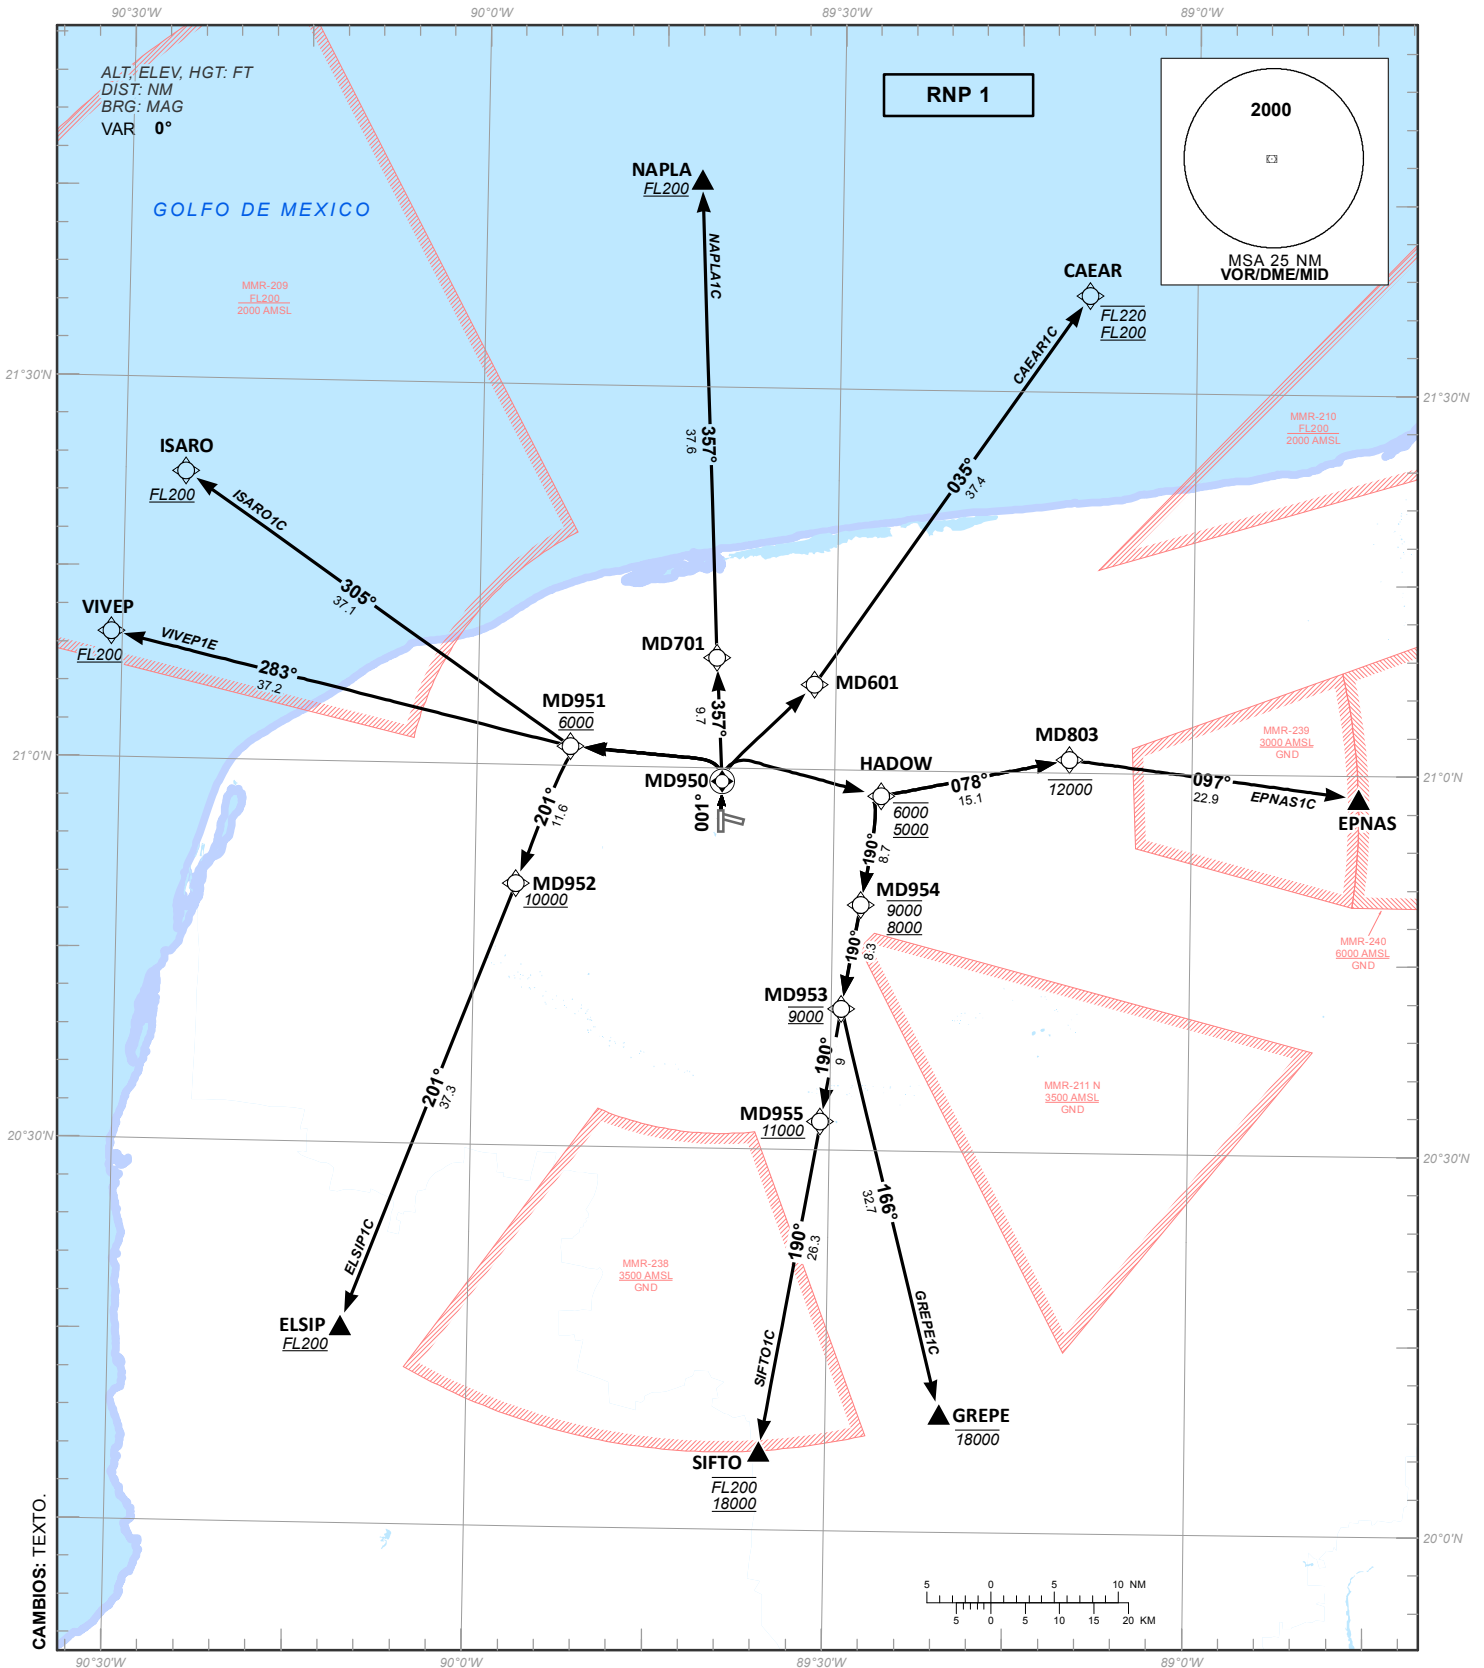 90°30'W
90°0'W
89°30'W
89°0'W
ALT, ELEV, HGT: FT
DIST: NM
BRG: MAG
VAR 0°
RNP 1
2000
MSA 25 NM
VOR/DME/MID
GOLFO DE MEXICO
NAPLA
FL200
NAPLA1C
CAEAR
FL220
FL200
CAEAR1C
MMR-209
FL200
2000 AMSL
21°30'N
21°30'N
MMR-210
FL200
2000 AMSL
ISARO
FL200
ISARO1C
357°
37.6
035°
37.4
305°
37.1
VIVEP
FL200
VIVEP1E
283°
37.2
MD701
MD601
MD951
6000
357°
9.7
MD803
12000
MMR-239
3000 AMSL
GND
21°0'N
21°0'N
MD950
HADOW
6000
5000
078°
15.1
097°
22.9
EPNAS1C
EPNAS
001°
201°
11.6
190°
8.7
MD952
10000
MD954
9000
8000
190°
8.3
MMR-240
6000 AMSL
GND
MD953
9000
190°
9
201°
37.3
MMR-211 N
3500 AMSL
GND
MD955
11000
20°30'N
20°30'N
166°
32.7
190°
26.3
ELSIP1C
MMR-238
3500 AMSL
GND
GREPE1C
ELSIP
FL200
SIFTO1C
GREPE
18000
SIFTO
FL200
18000
CAMBIOS: TEXTO.
20°0'N
5 0 5 10 NM
5 0 5 10 15 20 KM
90°30'W
90°0'W
89°30'W
89°0'W